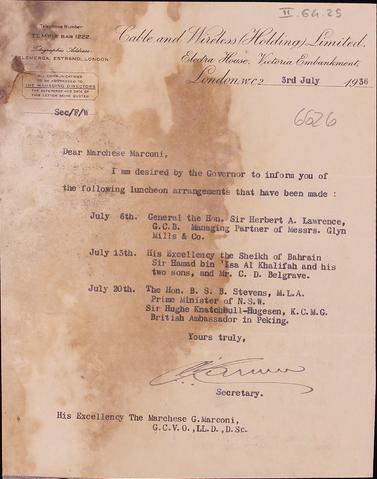 II. 64.25
Telephone Number
TEMPLE BAR 1222.
Telegraphic Address
ELEMERGA, ESTRAND, LONDON
ALL COMMUNICATIONS
TO BE ADDRESSED TO
THE MANAGING DIRECTORS
THE REFERENCE AND DATE OF
THIS LETTER BEING QUOTED
Cable and Wireless (Holding) Limited.
Electra House, Victoria Embankment,
London. W.C.2 3rd July 1936
Sec/F/W
6626
Dear Marchese Marconi,
I am desired by the Governor to inform you of
the following luncheon arrangements that have been made :
July 6th. General the Hon. Sir Herbert A. Lawrence,
G.C.B. Managing Partner of Messrs. Glyn
Mills & Co.
July 15th. His Excellency the Sheikh of Bahrain
Sir Hamad bin 'Isa Al Khalifah and his
two sons, and Mr. C. D. Belgrave.
July 20th. The Hon. B. S. B. Stevens, M.L.A.
Prime Minister of N.S.W.
Sir Hughe Knatchbull-Hugesen, K.C.M.G.
British Ambassador in Peking.
Yours truly,
Secretary.
His Excellency The Marchese G. Marconi,
G.C.V.O.,LL.D.,D.Sc.